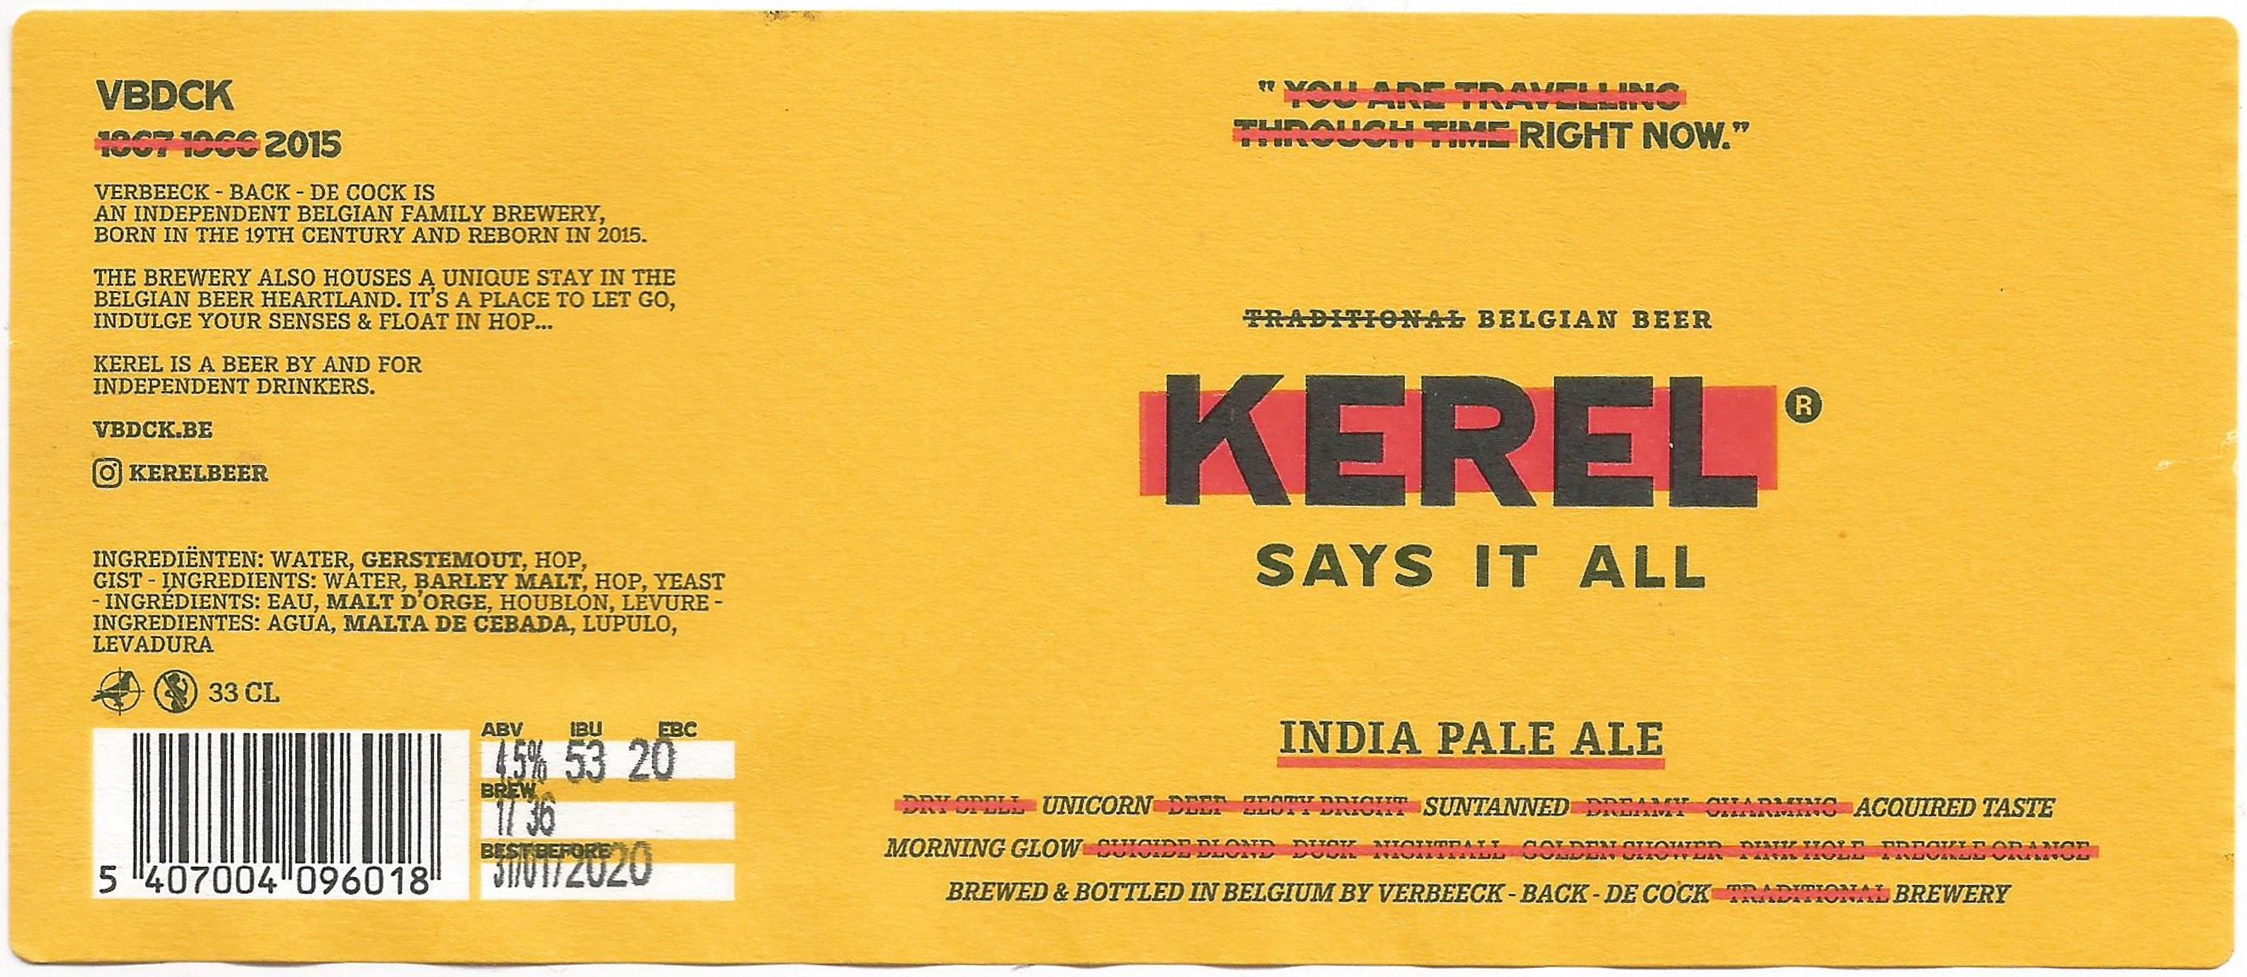 VBDCK
1867 1966 2015
VERBEECK - BACK - DE COCK IS
AN INDEPENDENT BELGIAN FAMILY BREWERY,
BORN IN THE 19TH CENTURY AND REBORN IN 2015.
THE BREWERY ALSO HOUSES A UNIQUE STAY IN THE
BELGIAN BEER HEARTLAND. IT'S A PLACE TO LET GO,
INDULGE YOUR SENSES & FLOAT IN HOP...
KEREL IS A BEER BY AND FOR
INDEPENDENT DRINKERS.
VBDCK.BE
KERELBEER
INGREDIËNTEN: WATER, GERSTEMOUT, HOP,
GIST - INGREDIENTS: WATER, BARLEY MALT, HOP, YEAST
- INGRÉDIENTS: EAU, MALT D'ORGE, HOUBLON, LEVURE -
INGREDIENTES: AGUA, MALTA DE CEBADA, LUPULO,
LEVADURA
33 CL
5 407004 096018
ABV IBU EBC
4.5% 53 20
BREW
17 36
BEST BEFORE
31/01/2020
"YOU ARE TRAVELLING
THROUGH TIME RIGHT NOW."
TRADITIONAL BELGIAN BEER
KEREL ®
SAYS IT ALL
INDIA PALE ALE
DRY SPELL UNICORN DEEP ZESTY BRIGHT SUNTANNED DREAMY CHARMING ACQUIRED TASTE
MORNING GLOW SUICIDE BLOND DUSK NIGHTFALL GOLDEN SHOWER PINK HOLE FRECKLE ORANGE
BREWED & BOTTLED IN BELGIUM BY VERBEECK - BACK - DE COCK TRADITIONAL BREWERY